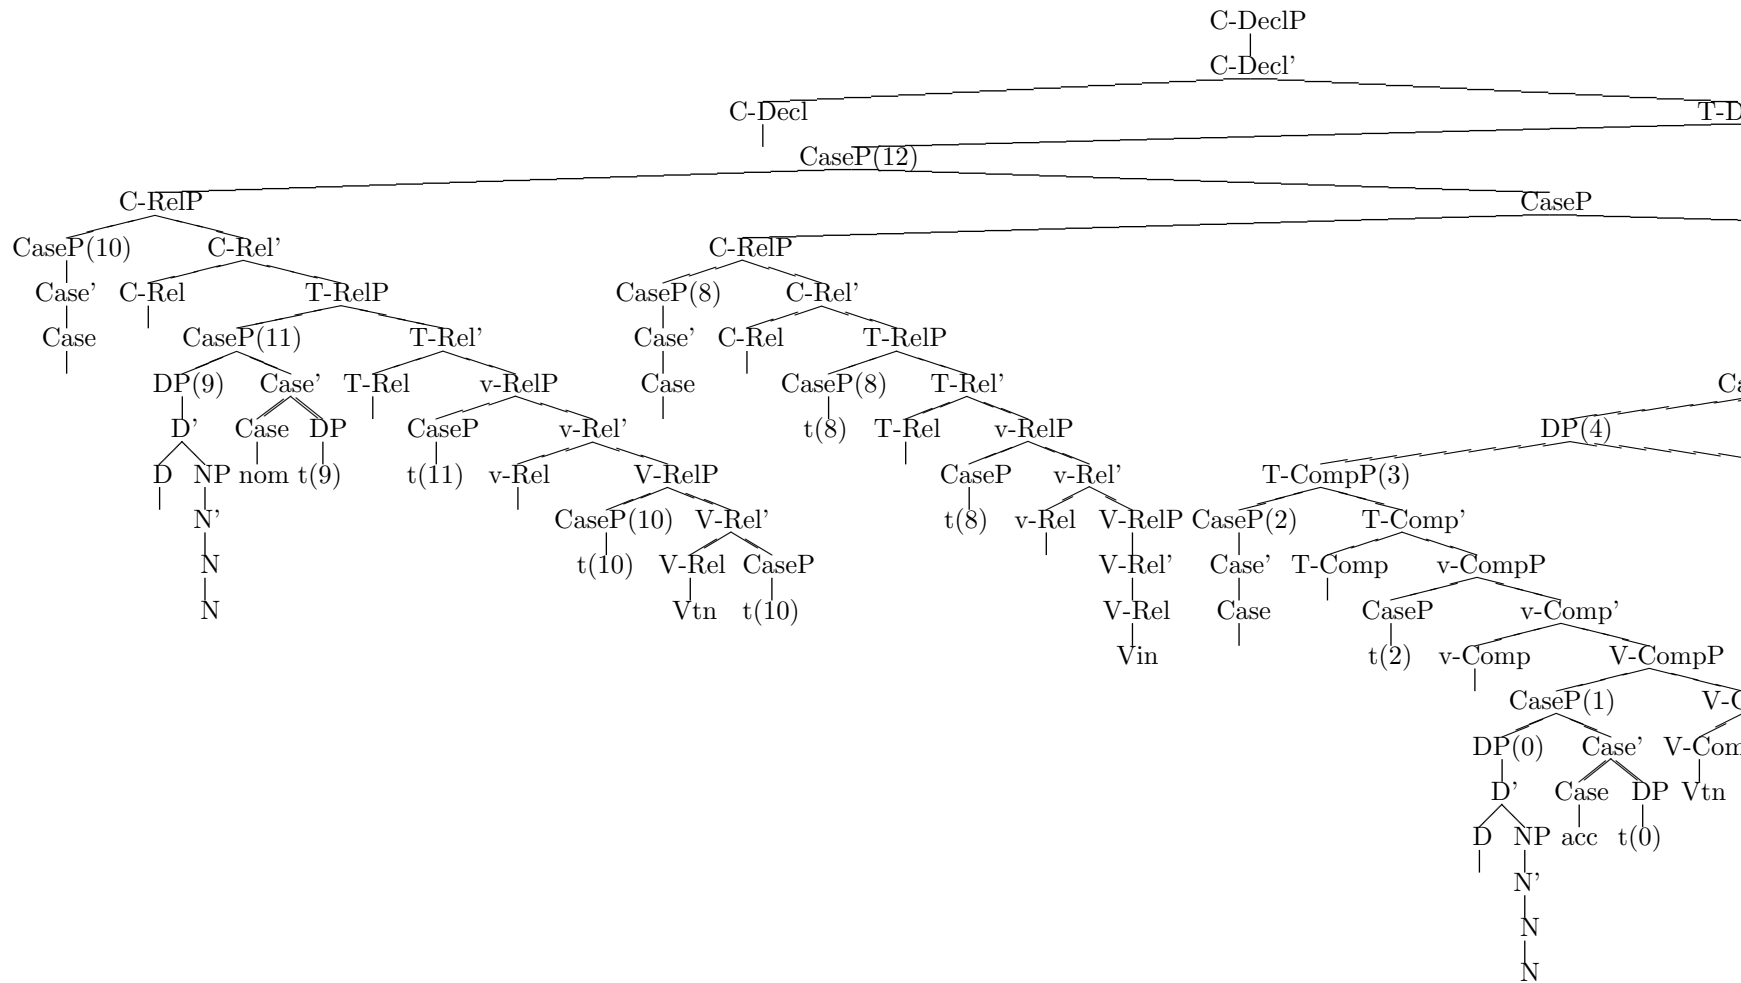 C-DeclP
C-Decl'
C-Decl T-D
CaseP(12)
C-RelP CaseP
CaseP(10) C-Rel' C-RelP
Case' C-Rel T-RelP CaseP(8) C-Rel'
Case CaseP(11) T-Rel' Case' C-Rel T-RelP
DP(9) Case' T-Rel v-RelP Case CaseP(8) T-Rel' Ca
D' Case DP CaseP v-Rel' t(8) T-Rel v-RelP DP(4)
D NP nom t(9) t(11) v-Rel V-RelP CaseP v-Rel' T-CompP(3)
N' CaseP(10) V-Rel' t(8) v-Rel V-RelP CaseP(2) T-Comp'
N t(10) V-Rel CaseP V-Rel' Case' T-Comp v-CompP
N Vtn t(10) V-Rel Case CaseP v-Comp'
Vin t(2) v-Comp V-CompP
CaseP(1) V-C
DP(0) Case' V-Com
D' Case DP Vtn
D NP acc t(0)
N'
N
N